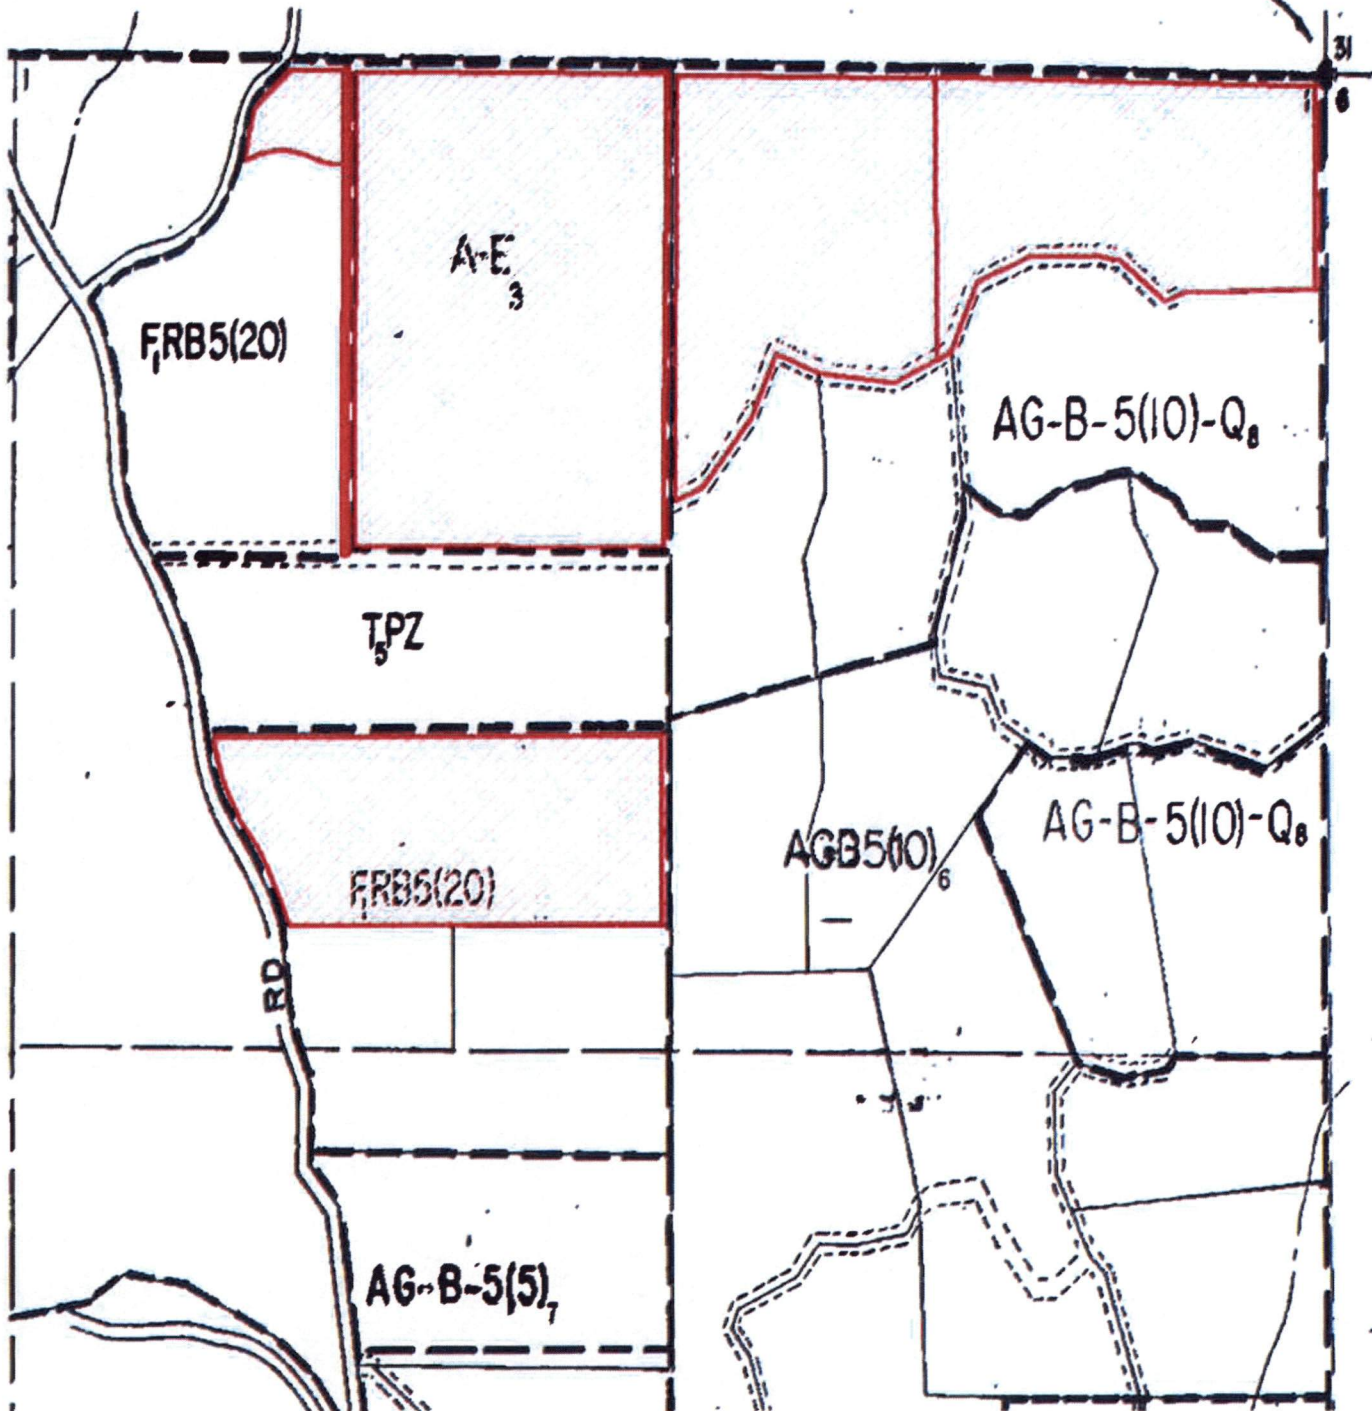 31
6
A-E
3
F1RB5(20)
AG-B-5(10)-Q8
T5PZ
AG-B-5(10)-Q8
AGB5(10)
6
F1RB5(20)
RD
AG-B-5(5)7